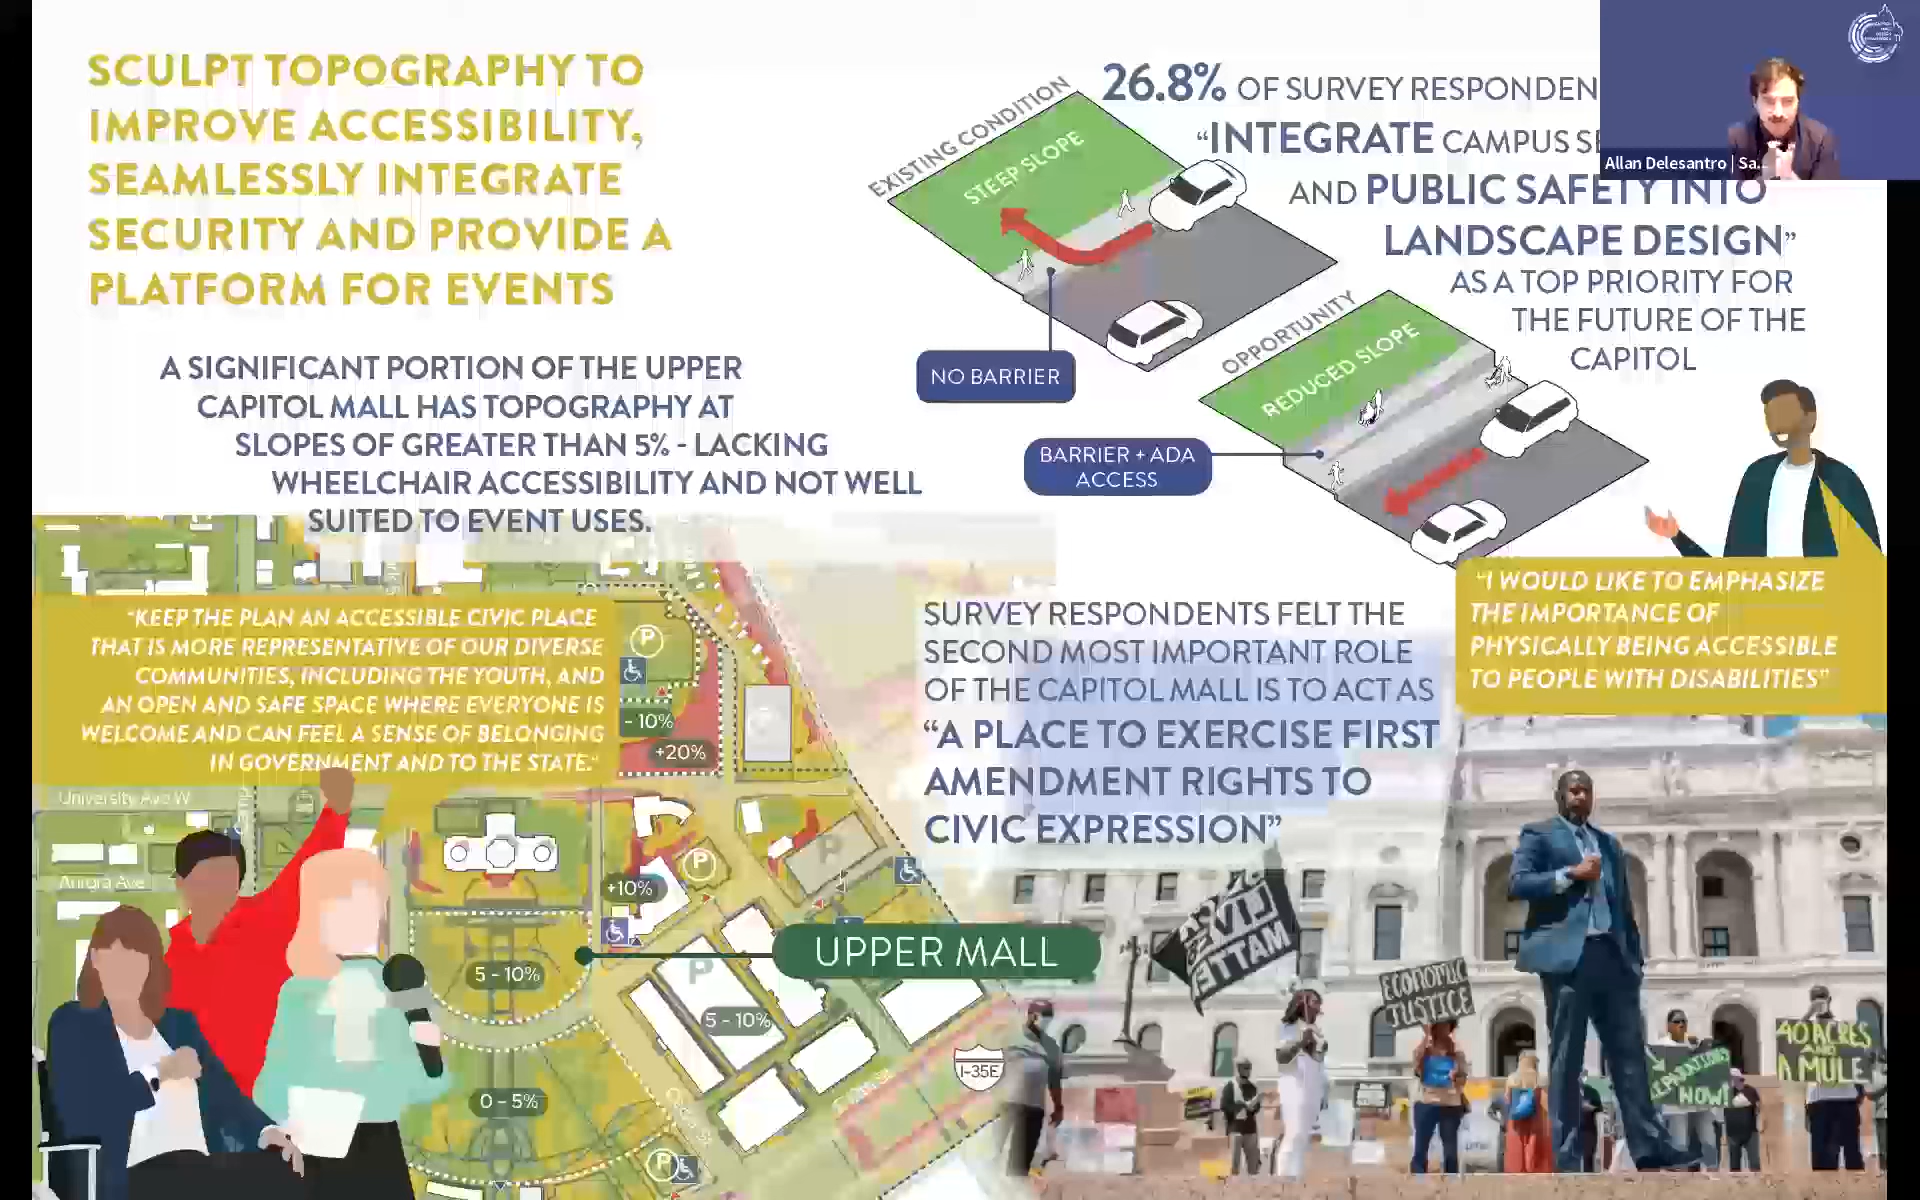 SCULPT TOPOGRAPHY TO
IMPROVE ACCESSIBILITY,
SEAMLESSLY INTEGRATE
SECURITY AND PROVIDE A
PLATFORM FOR EVENTS
A SIGNIFICANT PORTION OF THE UPPER
CAPITOL MALL HAS TOPOGRAPHY AT
SLOPES OF GREATER THAN 5% - LACKING
WHEELCHAIR ACCESSIBILITY AND NOT WELL
SUITED TO EVENT USES.
EXISTING CONDITION
STEEP SLOPE
NO BARRIER
OPPORTUNITY
REDUCED SLOPE
BARRIER + ADA
ACCESS
26.8% OF SURVEY
"INTEGRATE CAMPUS
AND PUBLIC SAFETY INTO
LANDSCAPE DESIGN"
AS A TOP PRIORITY FOR
THE FUTURE OF THE
CAPITOL
Allan Delesantro | Sa...
"I WOULD LIKE TO EMPHASIZE
THE IMPORTANCE OF
PHYSICALLY BEING ACCESSIBLE
TO PEOPLE WITH DISABILITIES"
"KEEP THE PLAN AN ACCESSIBLE CIVIC PLACE
THAT IS MORE REPRESENTATIVE OF OUR DIVERSE
COMMUNITIES, INCLUDING THE YOUTH, AND
AN OPEN AND SAFE SPACE WHERE EVERYONE IS
WELCOME AND CAN FEEL A SENSE OF BELONGING
IN GOVERNMENT AND TO THE STATE."
SURVEY RESPONDENTS FELT THE
SECOND MOST IMPORTANT ROLE
OF THE CAPITOL MALL IS TO ACT AS
"A PLACE TO EXERCISE FIRST
AMENDMENT RIGHTS TO
CIVIC EXPRESSION"
P
- 10%
+20%
University Ave W
Aurora Ave
+10%
P
P
P
5 - 10%
5 - 10%
0 - 5%
P
UPPER MALL
I-35E
ECONOMIC
JUSTICE
NOW!
40 ACRES
AND
A MULE